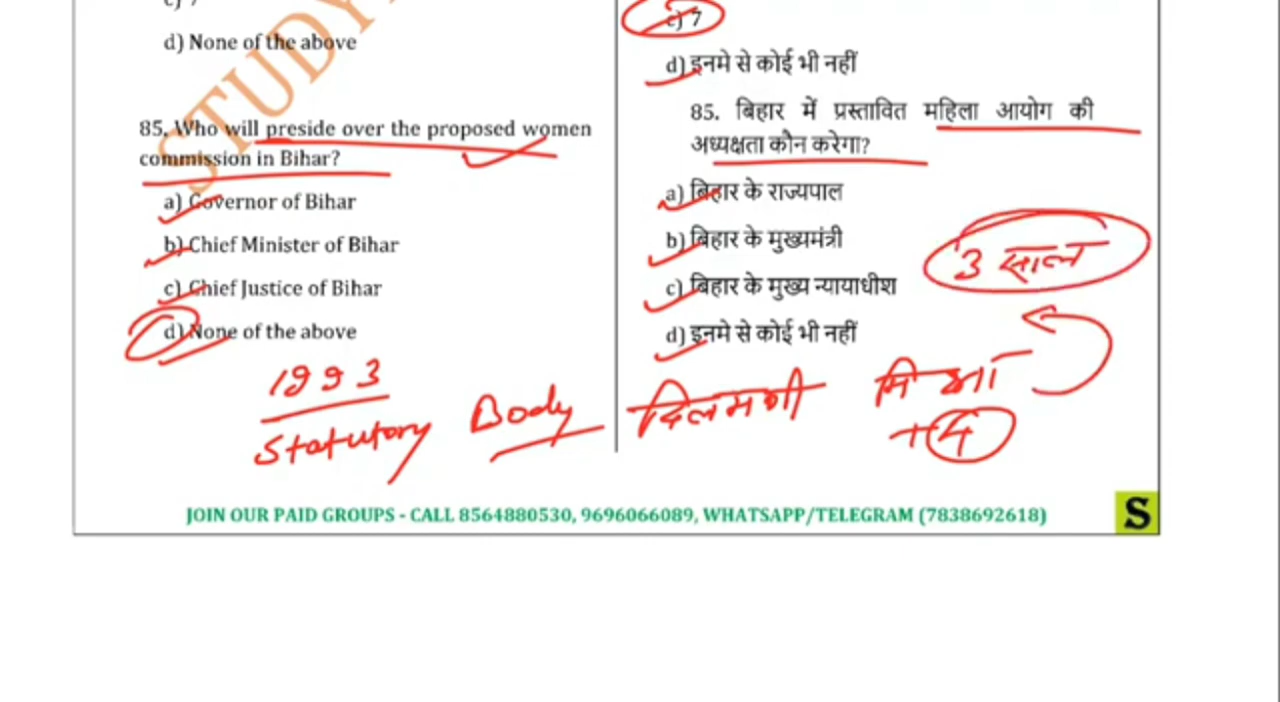 d) None of the above
85. Who will preside over the proposed women
commission in Bihar?
a) Governor of Bihar
b) Chief Minister of Bihar
c) Chief Justice of Bihar
d) None of the above
1993
Statutory Body
c) 7
d) इनमे से कोई भी नहीं
85. बिहार में प्रस्तावित महिला आयोग की
अध्यक्षता कौन करेगा?
a) बिहार के राज्यपाल
b) बिहार के मुख्यमंत्री
c) बिहार के मुख्य न्यायाधीश
d) इनमे से कोई भी नहीं
3 साल
दिलमणी मिश्रा
STUDY
JOIN OUR PAID GROUPS - CALL 8564880530, 9696066089, WHATSAPP/TELEGRAM (7838692618)
S